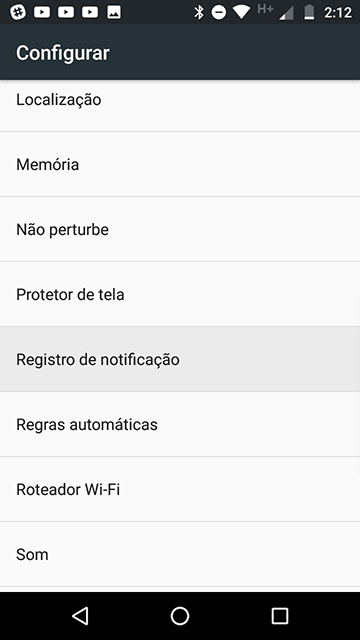 H+ 2:12
Configurar
Localização
Memória
Não perturbe
Protetor de tela
Registro de notificação
Regras automáticas
Roteador Wi-Fi
Som